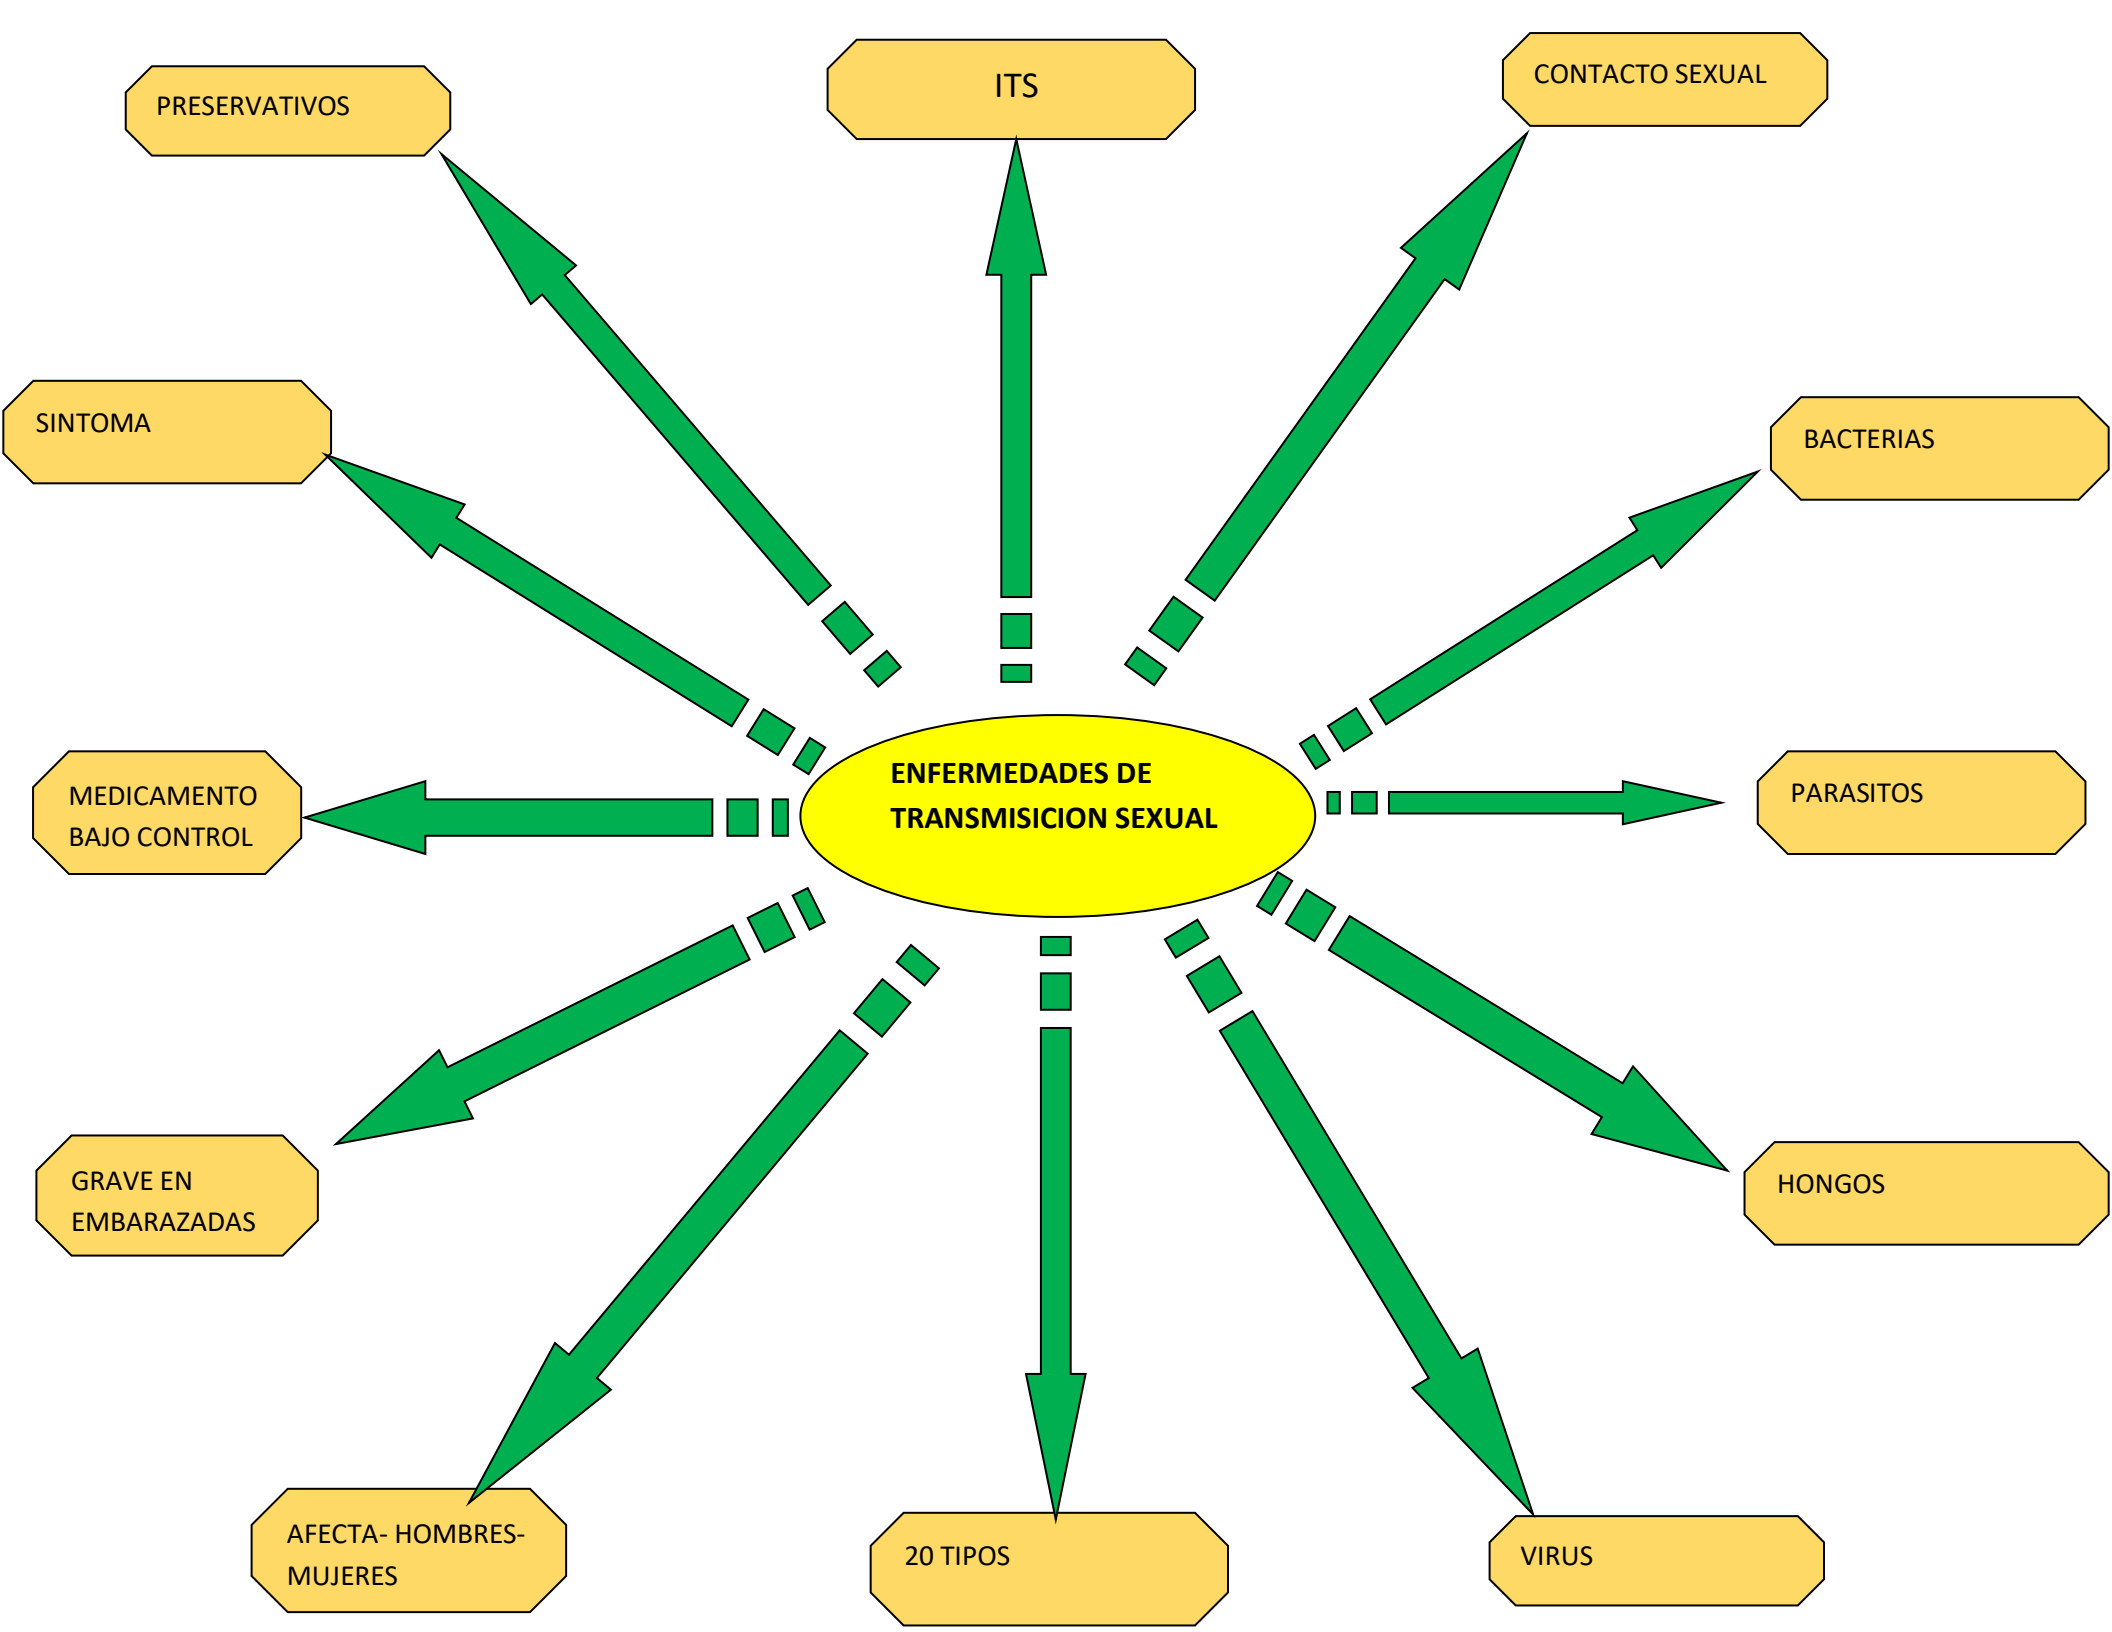 ITS
CONTACTO SEXUAL
PRESERVATIVOS
SINTOMA
BACTERIAS
ENFERMEDADES DE
TRANSMISICION SEXUAL
MEDICAMENTO
BAJO CONTROL
PARASITOS
GRAVE EN
EMBARAZADAS
HONGOS
AFECTA- HOMBRES-
MUJERES
20 TIPOS
VIRUS